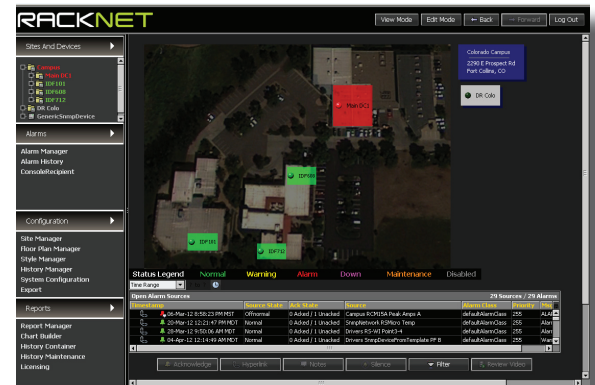 RACKNET
View Mode
Edit Mode
← Back
→ Forward
Log Out
Sites And Devices
Campus
Main DC1
IDF101
IDF608
IDF712
DR Colo
GenericSnmpDevice
Alarms
Alarm Manager
Alarm History
ConsoleRecipient
Configuration
Site Manager
Floor Plan Manager
Style Manager
History Manager
System Configuration
Export
Reports
Report Manager
Chart Builder
History Container
History Maintenance
Licensing
Colorado Campus
2290 E Prospect Rd
Fort Collins, CO
DR Colo
Main DC1
IDF608
IDF101
IDF712
Status Legend Normal Warning Alarm Down Maintenance Disabled
Time Range
Open Alarm Sources 29 Sources / 29 Alarms
Timestamp Source State Ack State Source Alarm Class Priority
06-Mar-12 8:58:23 PM MST Offnormal 0 Acked / 1 Unacked Campus RCM15A Peak Amps A defaultAlarmClass 255
20-Mar-12 12:21:47 PM MDT Normal 0 Acked / 1 Unacked SnmpNetwork RSMicro Temp defaultAlarmClass 255
20-Mar-12 9:50:06 AM MDT Normal 0 Acked / 1 Unacked Drivers RS-WI Point3-4 defaultAlarmClass 255
04-Apr-12 12:14:49 AM MDT Normal 0 Acked / 1 Unacked Drivers SnmpDeviceFromTemplate PF B defaultAlarmClass 255
Acknowledge
Hyperlink
Notes
Silence
Filter
Review Video